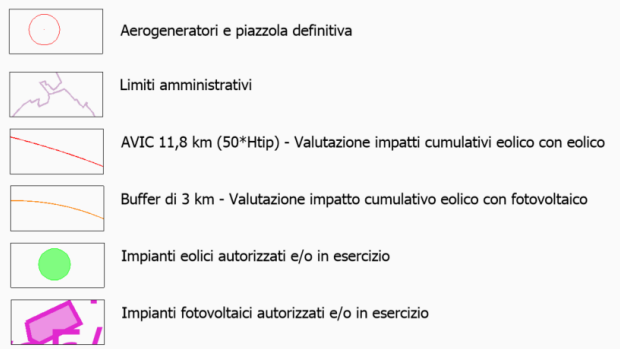 Aerogeneratori e piazzola definitiva
Limiti amministrativi
AVIC 11,8 km (50*Htip) - Valutazione impatti cumulativi eolico con eolico
Buffer di 3 km - Valutazione impatto cumulativo eolico con fotovoltaico
Impianti eolici autorizzati e/o in esercizio
Impianti fotovoltaici autorizzati e/o in esercizio